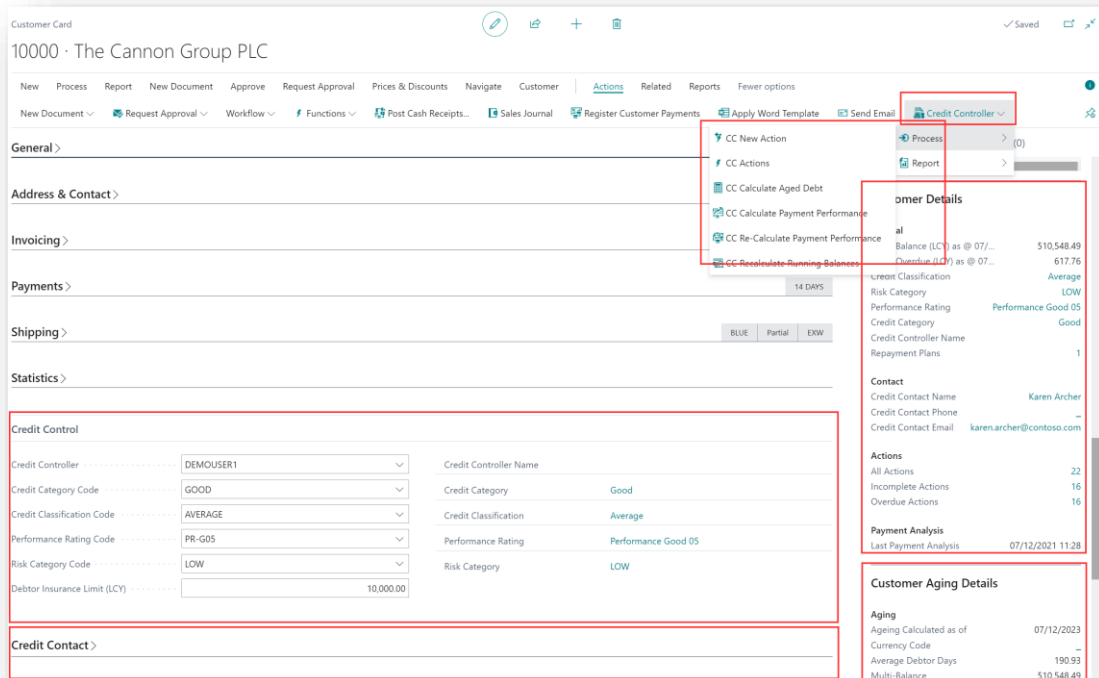 Customer Card
Saved
10000 · The Cannon Group PLC
New Process Report New Document Approve Request Approval Prices & Discounts Navigate Customer Actions Related Reports Fewer options
New Document Request Approval Workflow Functions Post Cash Receipts... Sales Journal Register Customer Payments Apply Word Template Send Email Credit Controller
CC New Action
CC Actions
CC Calculate Aged Debt
CC Calculate Payment Performance
CC Re-Calculate Payment Performance
CC Recalculate Running Balances
Process
Report
(0)
General
Address & Contact
Invoicing
Payments
14 DAYS
Shipping
BLUE Partial EXW
Statistics
Credit Control
Credit Controller DEMOUSER1
Credit Category Code GOOD
Credit Classification Code AVERAGE
Performance Rating Code PR-G05
Risk Category Code LOW
Debtor Insurance Limit (LCY) 10,000.00
Credit Controller Name
Credit Category Good
Credit Classification Average
Performance Rating Performance Good 05
Risk Category LOW
Credit Contact
omer Details
al
Balance (LCY) as @ 07/... 510,548.49
Overdue (LCY) as @ 07... 617.76
Credit Classification Average
Risk Category LOW
Performance Rating Performance Good 05
Credit Category Good
Credit Controller Name
Repayment Plans 1
Contact
Credit Contact Name Karen Archer
Credit Contact Phone _
Credit Contact Email karen.archer@contoso.com
Actions
All Actions 22
Incomplete Actions 16
Overdue Actions 16
Payment Analysis
Last Payment Analysis 07/12/2021 11:28
Customer Aging Details
Aging
Ageing Calculated as of 07/12/2023
Currency Code _
Average Debtor Days 190.93
Multi-Balance 510,548.49